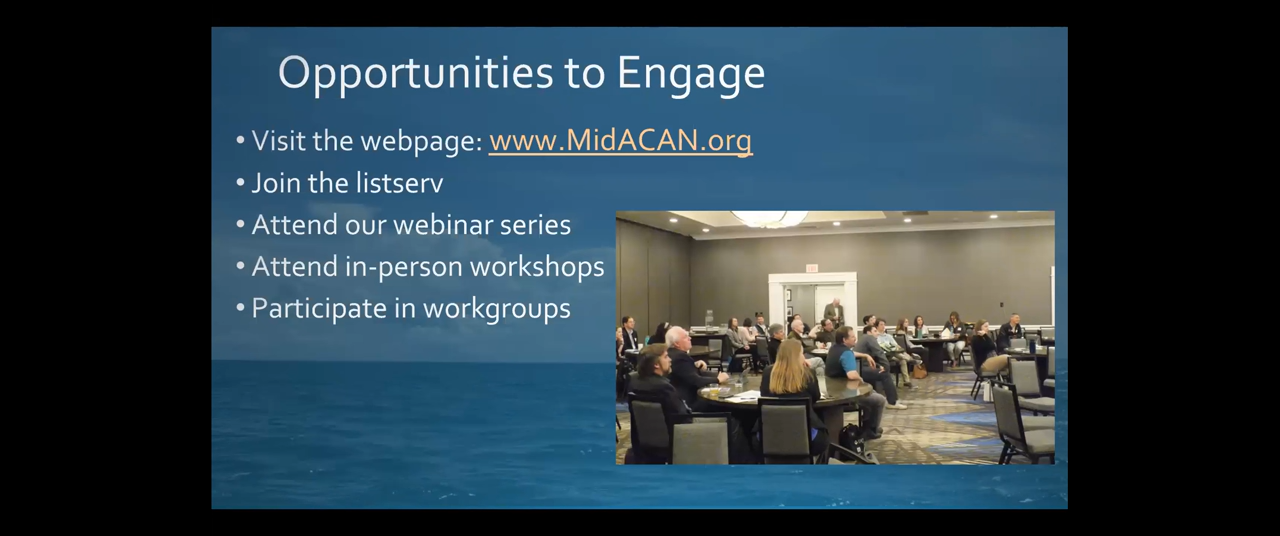 Opportunities to Engage
• Visit the webpage: www.MidACAN.org
• Join the listserv
• Attend our webinar series
• Attend in-person workshops
• Participate in workgroups